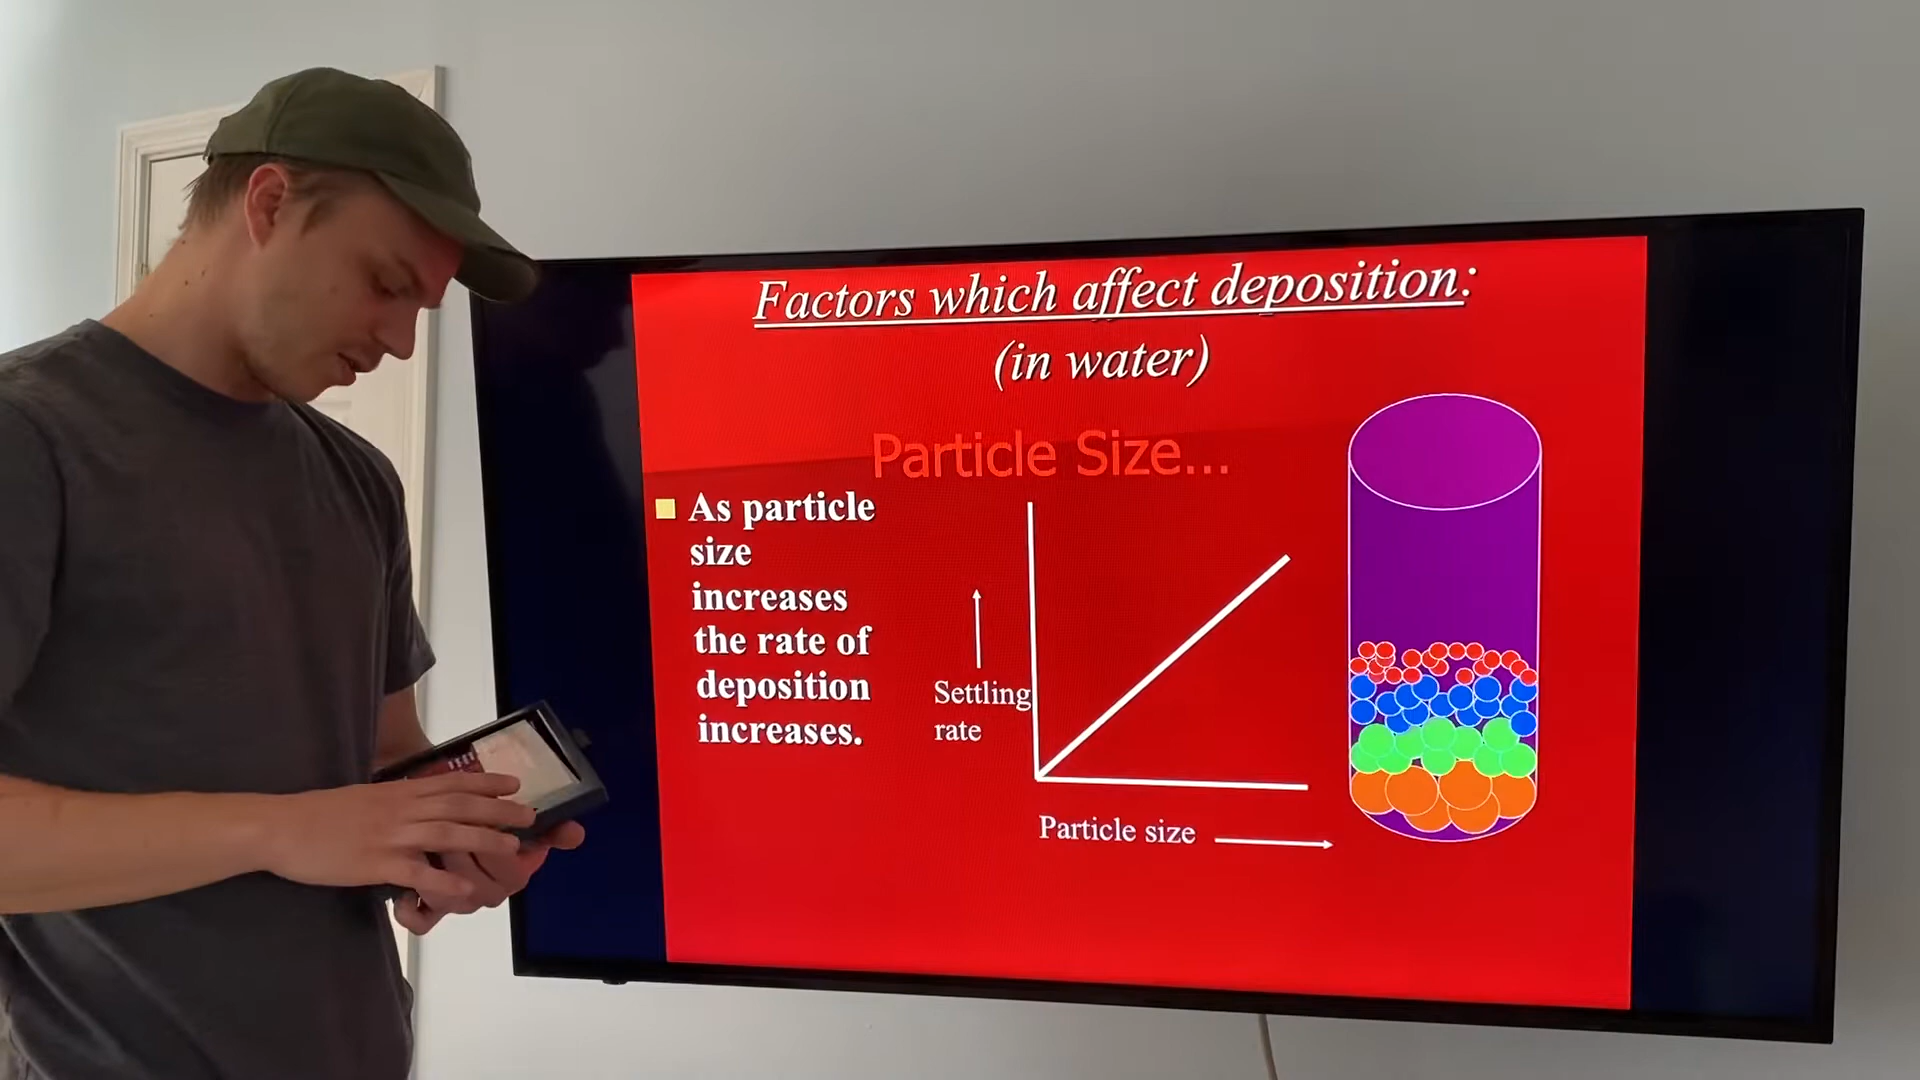 Factors which affect deposition:
(in water)
Particle Size...
As particle
size
increases
the rate of
deposition
increases.
Settling
rate
Particle size